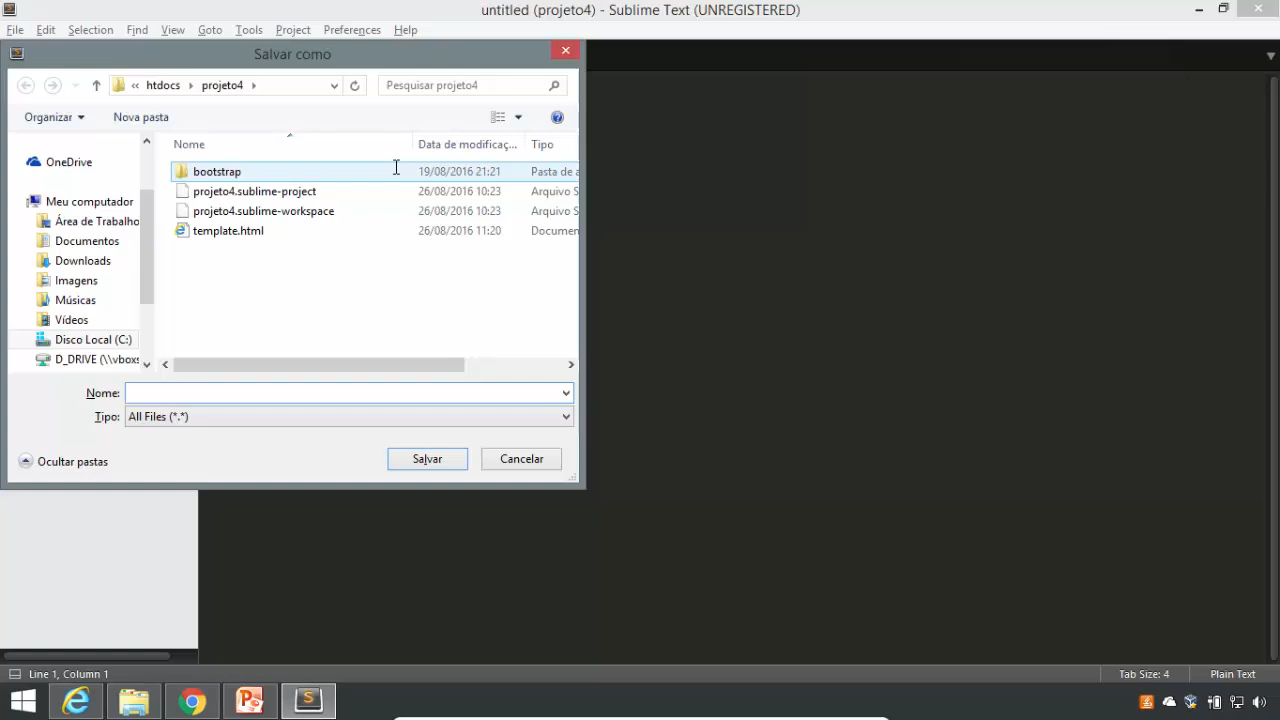 untitled (projeto4) - Sublime Text (UNREGISTERED)
File Edit Selection Find View Goto Tools Project Preferences Help
Salvar como
htdocs projeto4 Pesquisar projeto4
Organizar Nova pasta
Nome Data de modificaç... Tipo
OneDrive
Meu computador
Área de Trabalho
Documentos
Downloads
Imagens
Músicas
Vídeos
Disco Local (C:)
D_DRIVE (\\vboxs
bootstrap 19/08/2016 21:21 Pasta de a
projeto4.sublime-project 26/08/2016 10:23 Arquivo S
projeto4.sublime-workspace 26/08/2016 10:23 Arquivo S
template.html 26/08/2016 11:20 Documen
Nome:
Tipo: All Files (*.*)
Ocultar pastas Salvar Cancelar
Line 1, Column 1 Tab Size: 4 Plain Text